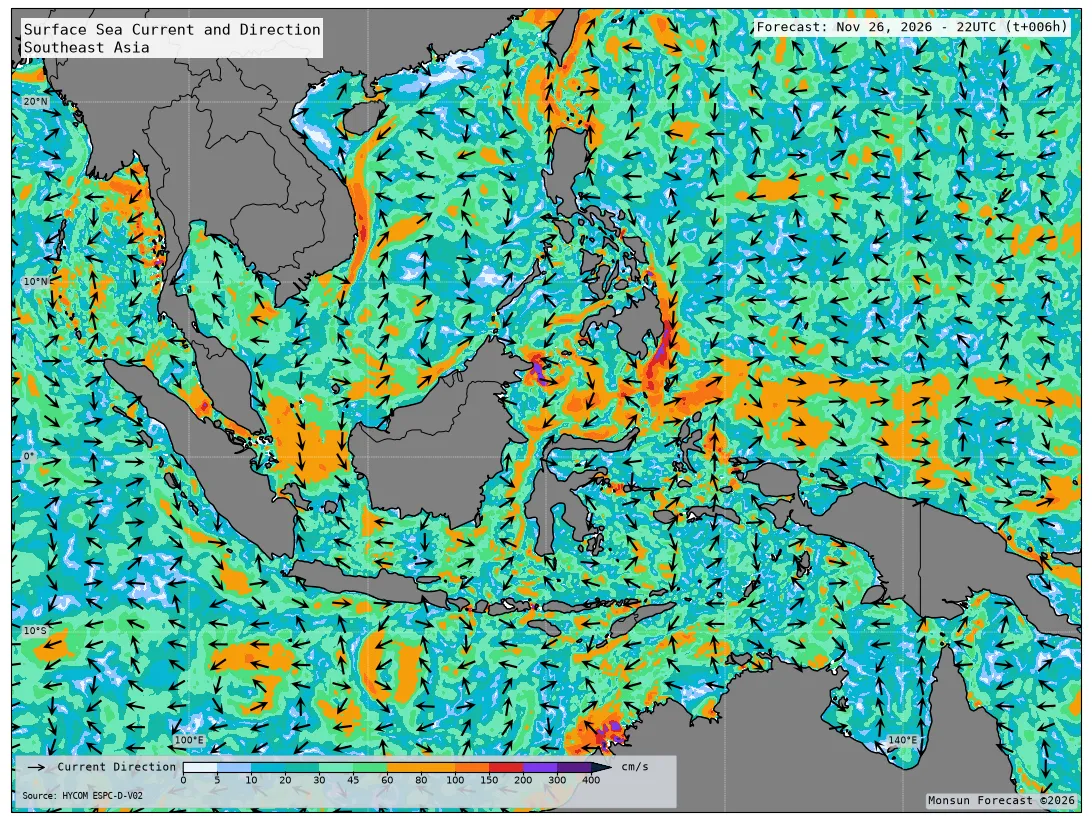 Surface Sea Current and Direction
Southeast Asia
Forecast: Nov 26, 2026 - 22UTC (t+006h)
20°N
10°N
0°
10°S
100°E
140°E
Current Direction
0 5 10 20 30 45 60 80 100 150 200 300 400 cm/s
Source: HYCOM ESPC-D-V02
Monsun Forecast ©2026